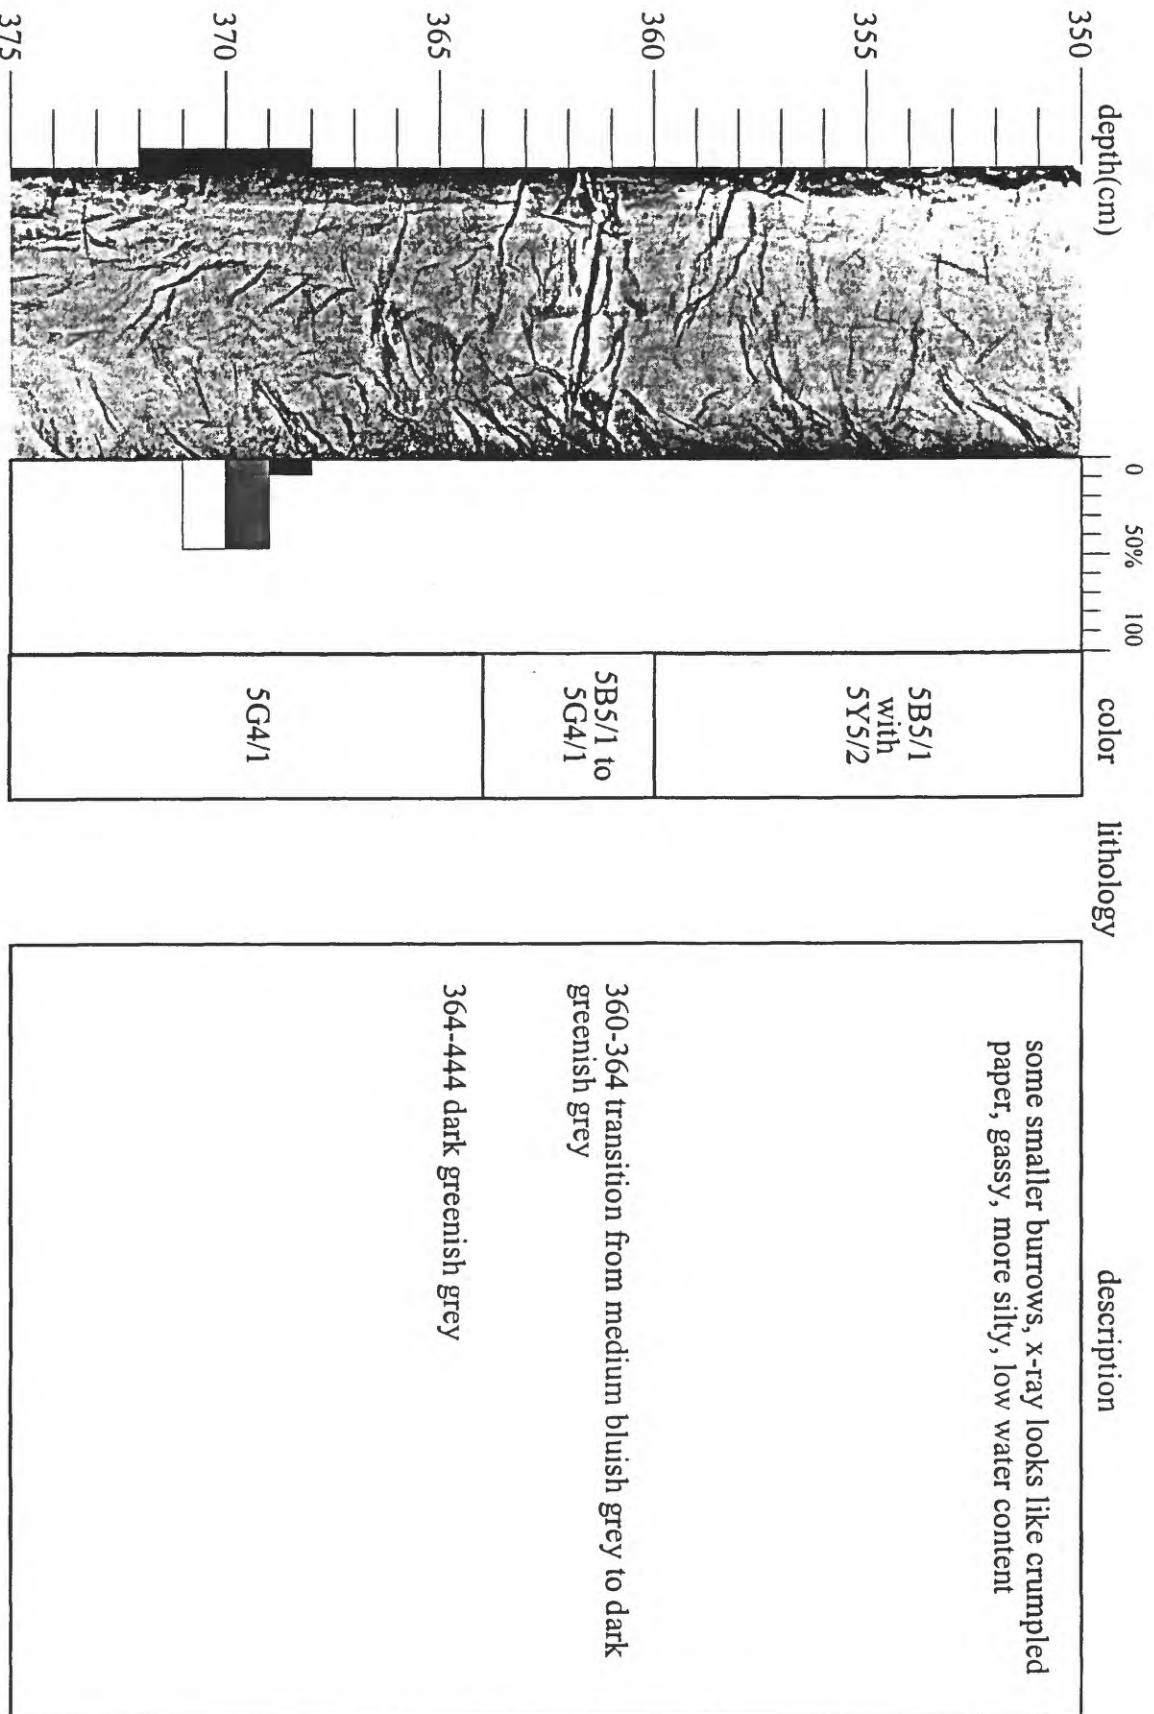 depth(cm)
0
50%
100
color
lithology
description
350
355
360
365
370
375
5B5/1
with
5Y5/2
5B5/1 to
5G4/1
5G4/1
some smaller burrows, x-ray looks like crumpled
paper, gassy, more silty, low water content
360-364 transition from medium bluish grey to dark
greenish grey
364-444 dark greenish grey